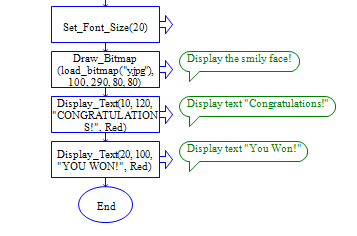 Set_Font_Size(20)
Draw_Bitmap
(load_bitmap("y.jpg"),
100, 290, 80, 80)
Display the smily face!
Display_Text(10, 120,
"CONGRATULATION
S!", Red)
Display text "Congratulations!"
Display_Text(20, 100,
"YOU WON!", Red)
Display text "You Won!"
End